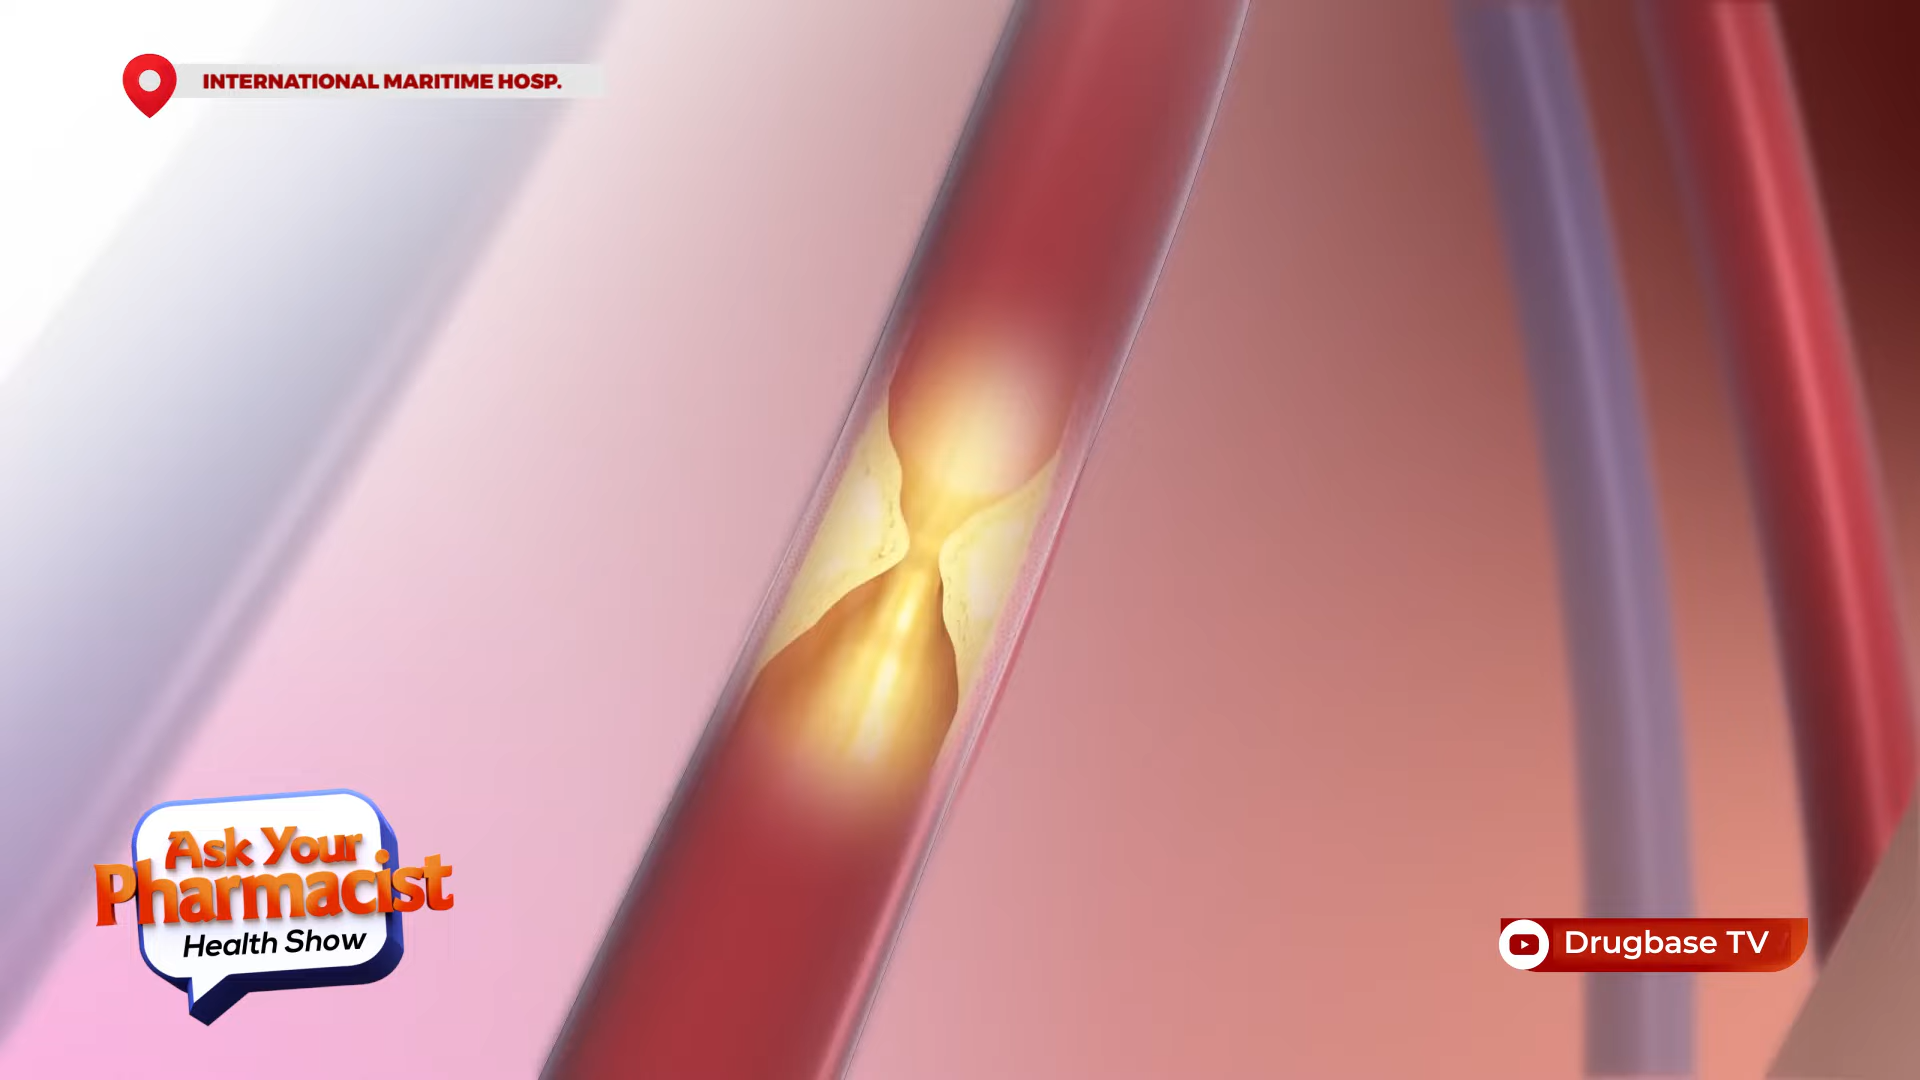 INTERNATIONAL MARITIME HOSP.
Ask Your
Pharmacist
Health Show
Drugbase TV